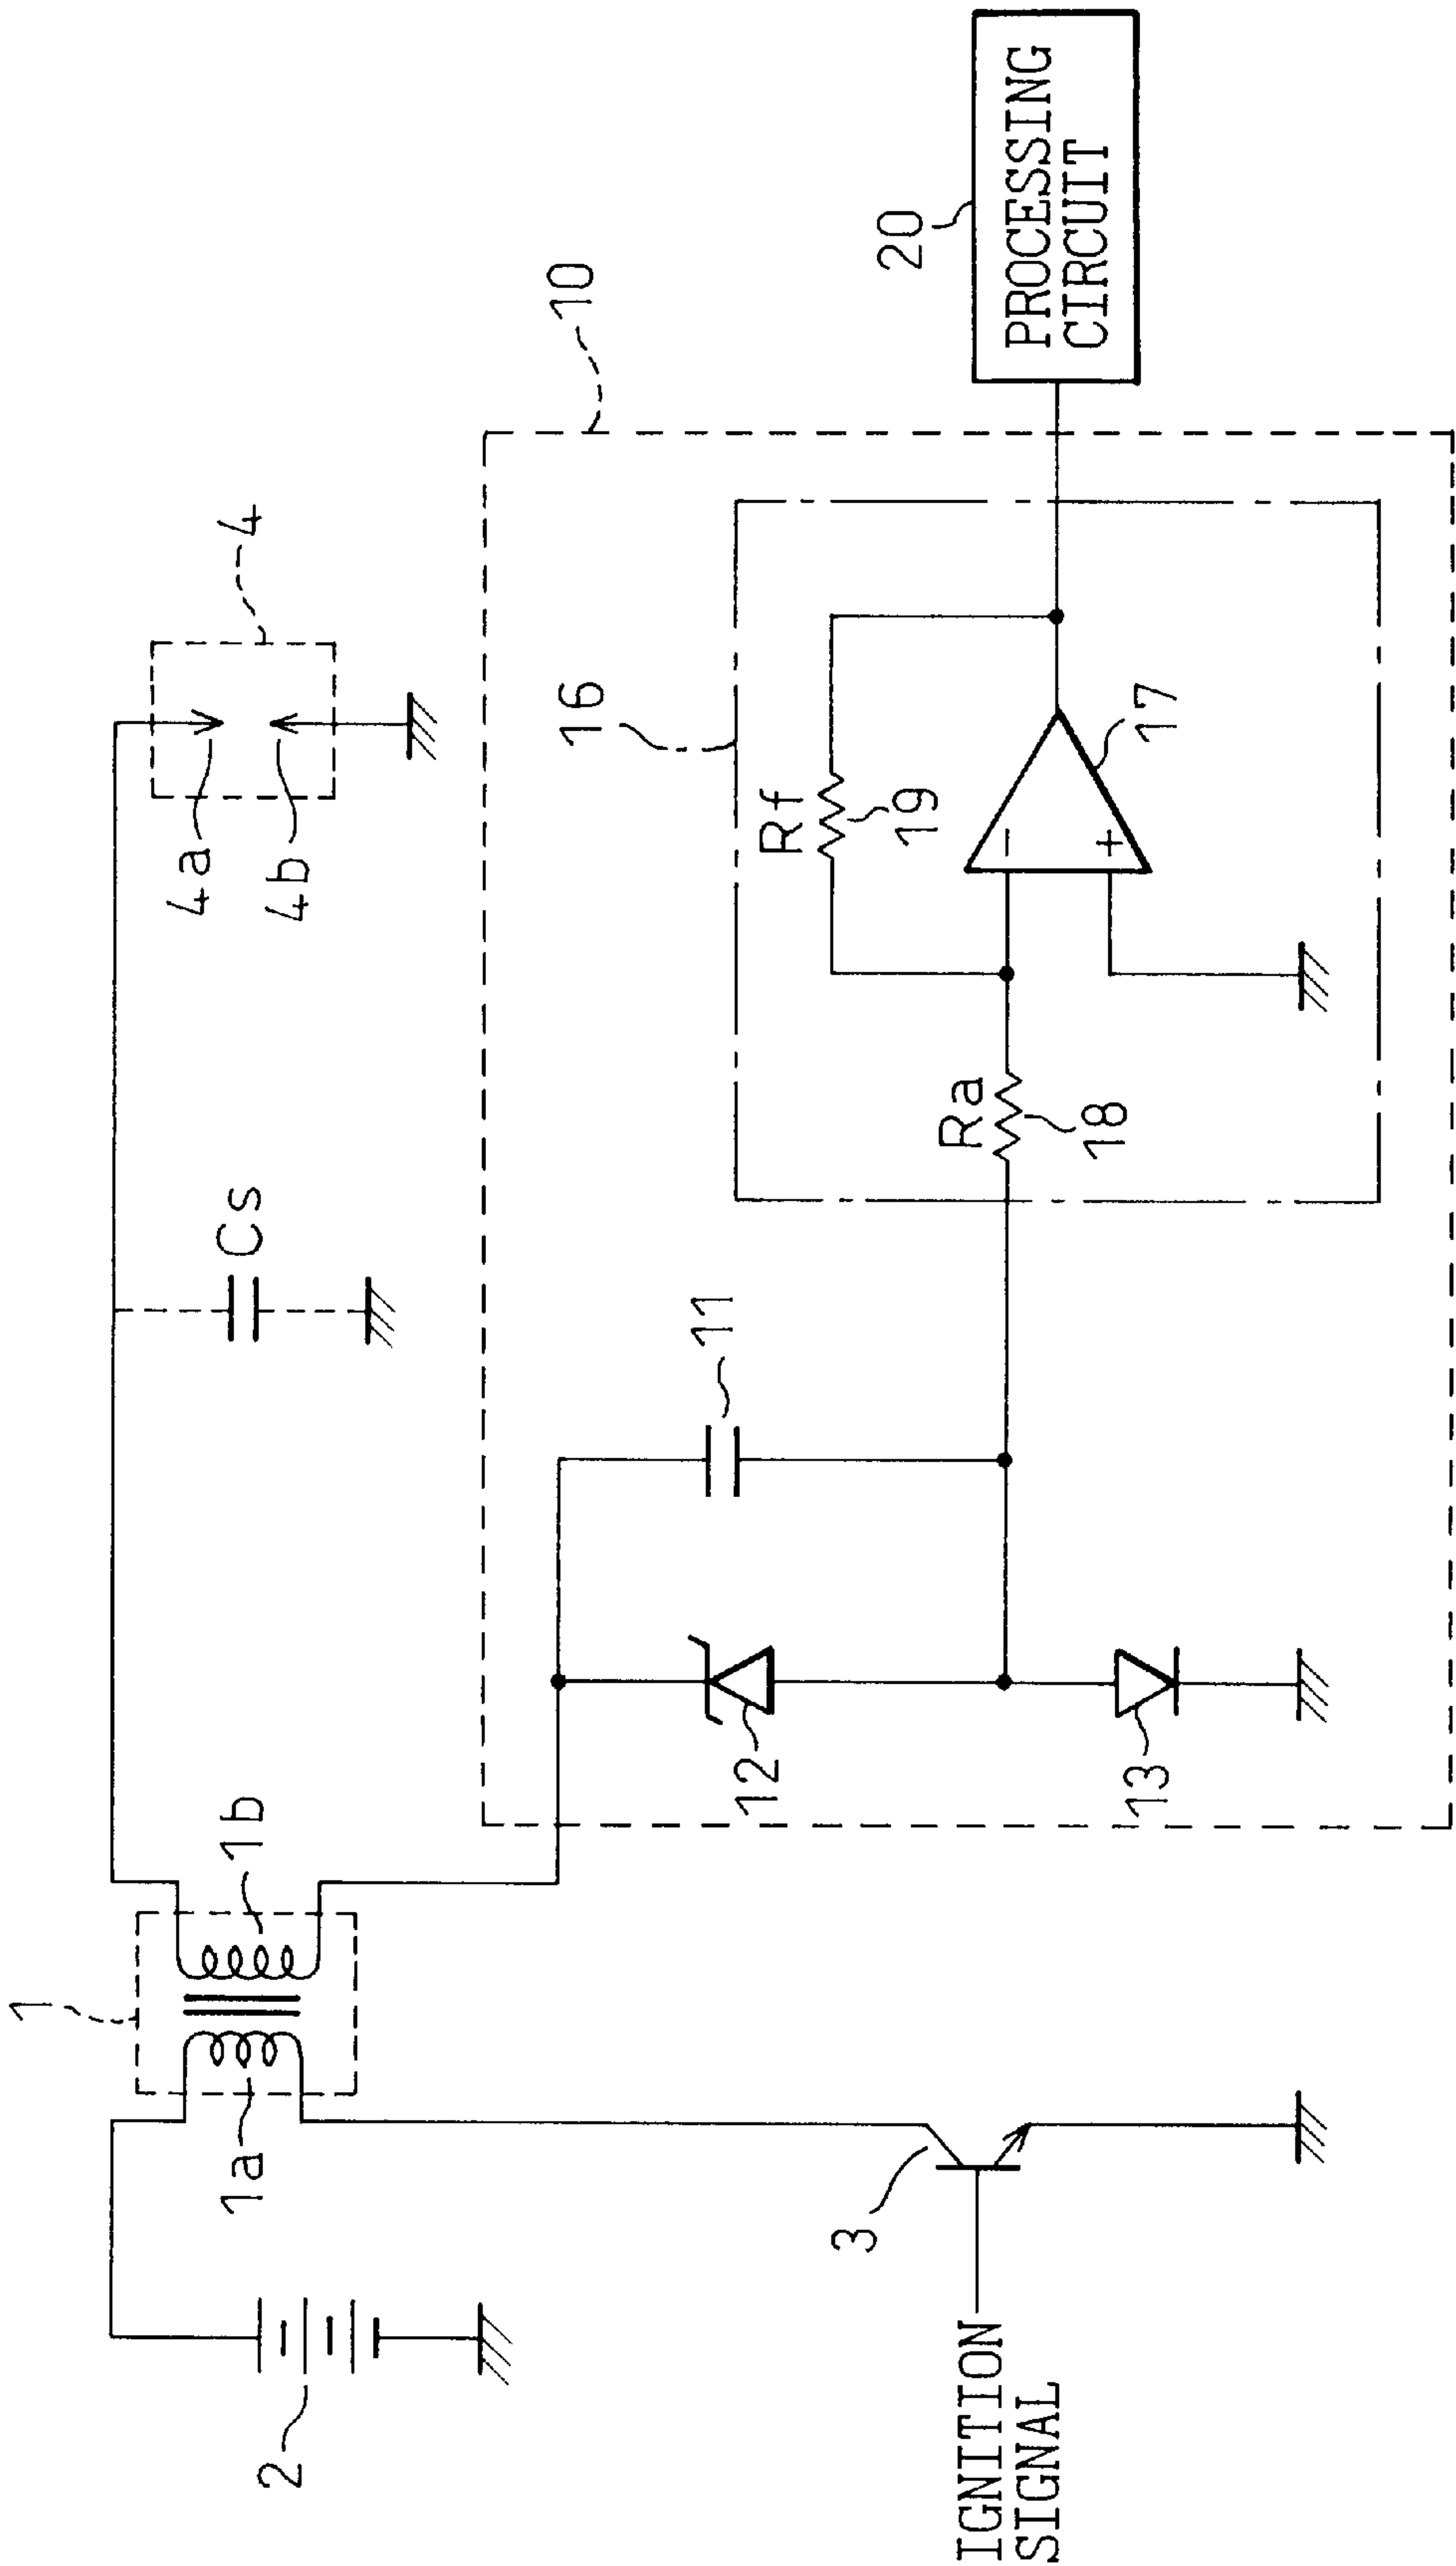 1
1a
1b
2
3
IGNITION
SIGNAL
Cs
4
4a
4b
10
11
12
13
16
Ra
18
Rf
19
17
20
PROCESSING
CIRCUIT
−
+